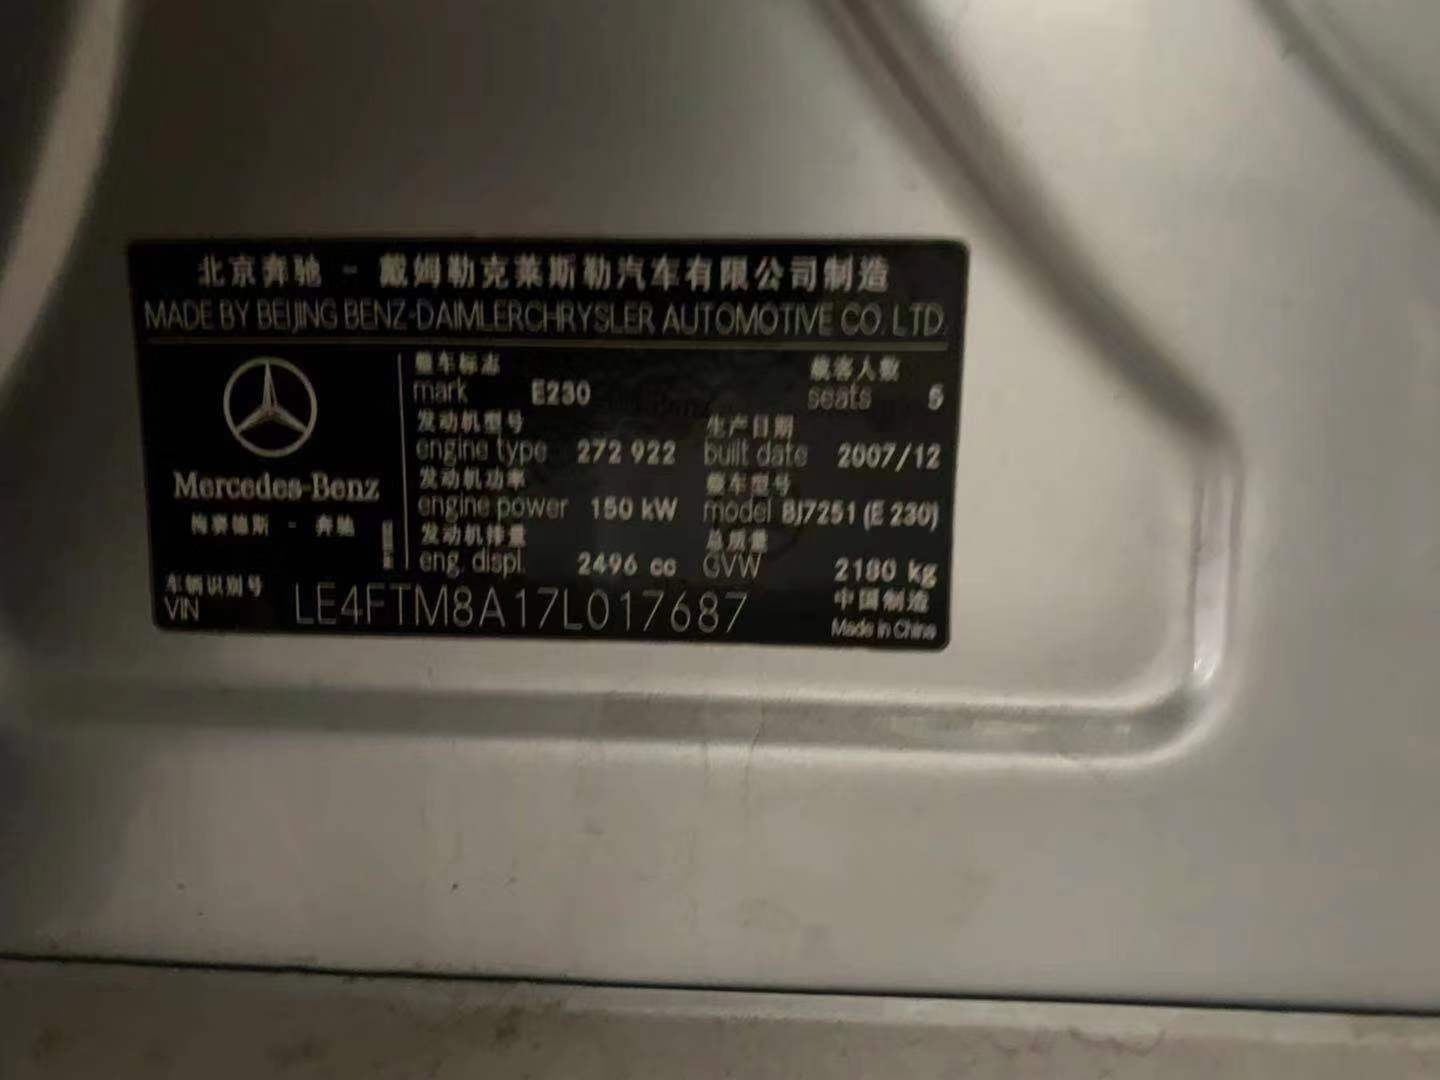 北京奔驰 - 戴姆勒克莱斯勒汽车有限公司制造
MADE BY BEIJING BENZ-DAIMLERCHRYSLER AUTOMOTIVE CO. LTD.
Mercedes-Benz
梅赛德斯 - 奔驰
整车标志
mark E230
载客人数
seats 5
发动机型号
engine type 272 922
生产日期
built date 2007/12
发动机功率
engine power 150 kW
整车型号
model BJ7251 (E 230)
发动机排量
eng. displ. 2496 cc
总质量
GVW 2180 kg
车辆识别号
VIN LE4FTM8A17L017687
中国制造
Made in China